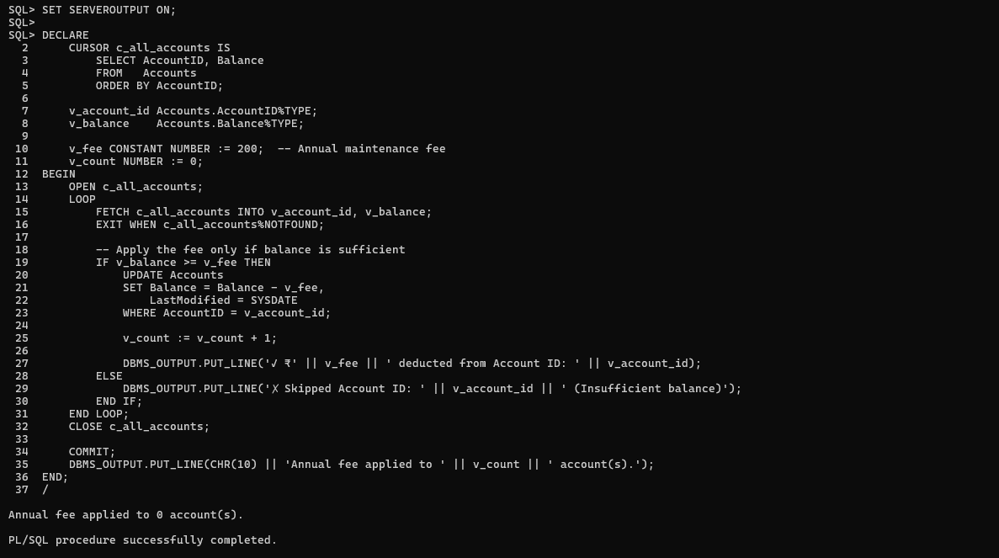 SQL> SET SERVEROUTPUT ON;
SQL>
SQL> DECLARE
  2      CURSOR c_all_accounts IS
  3          SELECT AccountID, Balance
  4          FROM   Accounts
  5          ORDER BY AccountID;
  6
  7      v_account_id Accounts.AccountID%TYPE;
  8      v_balance    Accounts.Balance%TYPE;
  9
 10      v_fee CONSTANT NUMBER := 200;  -- Annual maintenance fee
 11      v_count NUMBER := 0;
 12  BEGIN
 13      OPEN c_all_accounts;
 14      LOOP
 15          FETCH c_all_accounts INTO v_account_id, v_balance;
 16          EXIT WHEN c_all_accounts%NOTFOUND;
 17
 18          -- Apply the fee only if balance is sufficient
 19          IF v_balance >= v_fee THEN
 20              UPDATE Accounts
 21              SET Balance = Balance - v_fee,
 22                  LastModified = SYSDATE
 23              WHERE AccountID = v_account_id;
 24
 25              v_count := v_count + 1;
 26
 27              DBMS_OUTPUT.PUT_LINE('✓ ₹' || v_fee || ' deducted from Account ID: ' || v_account_id);
 28          ELSE
 29              DBMS_OUTPUT.PUT_LINE('✗ Skipped Account ID: ' || v_account_id || ' (Insufficient balance)');
 30          END IF;
 31      END LOOP;
 32      CLOSE c_all_accounts;
 33
 34      COMMIT;
 35      DBMS_OUTPUT.PUT_LINE(CHR(10) || 'Annual fee applied to ' || v_count || ' account(s).');
 36  END;
 37  /

Annual fee applied to 0 account(s).

PL/SQL procedure successfully completed.